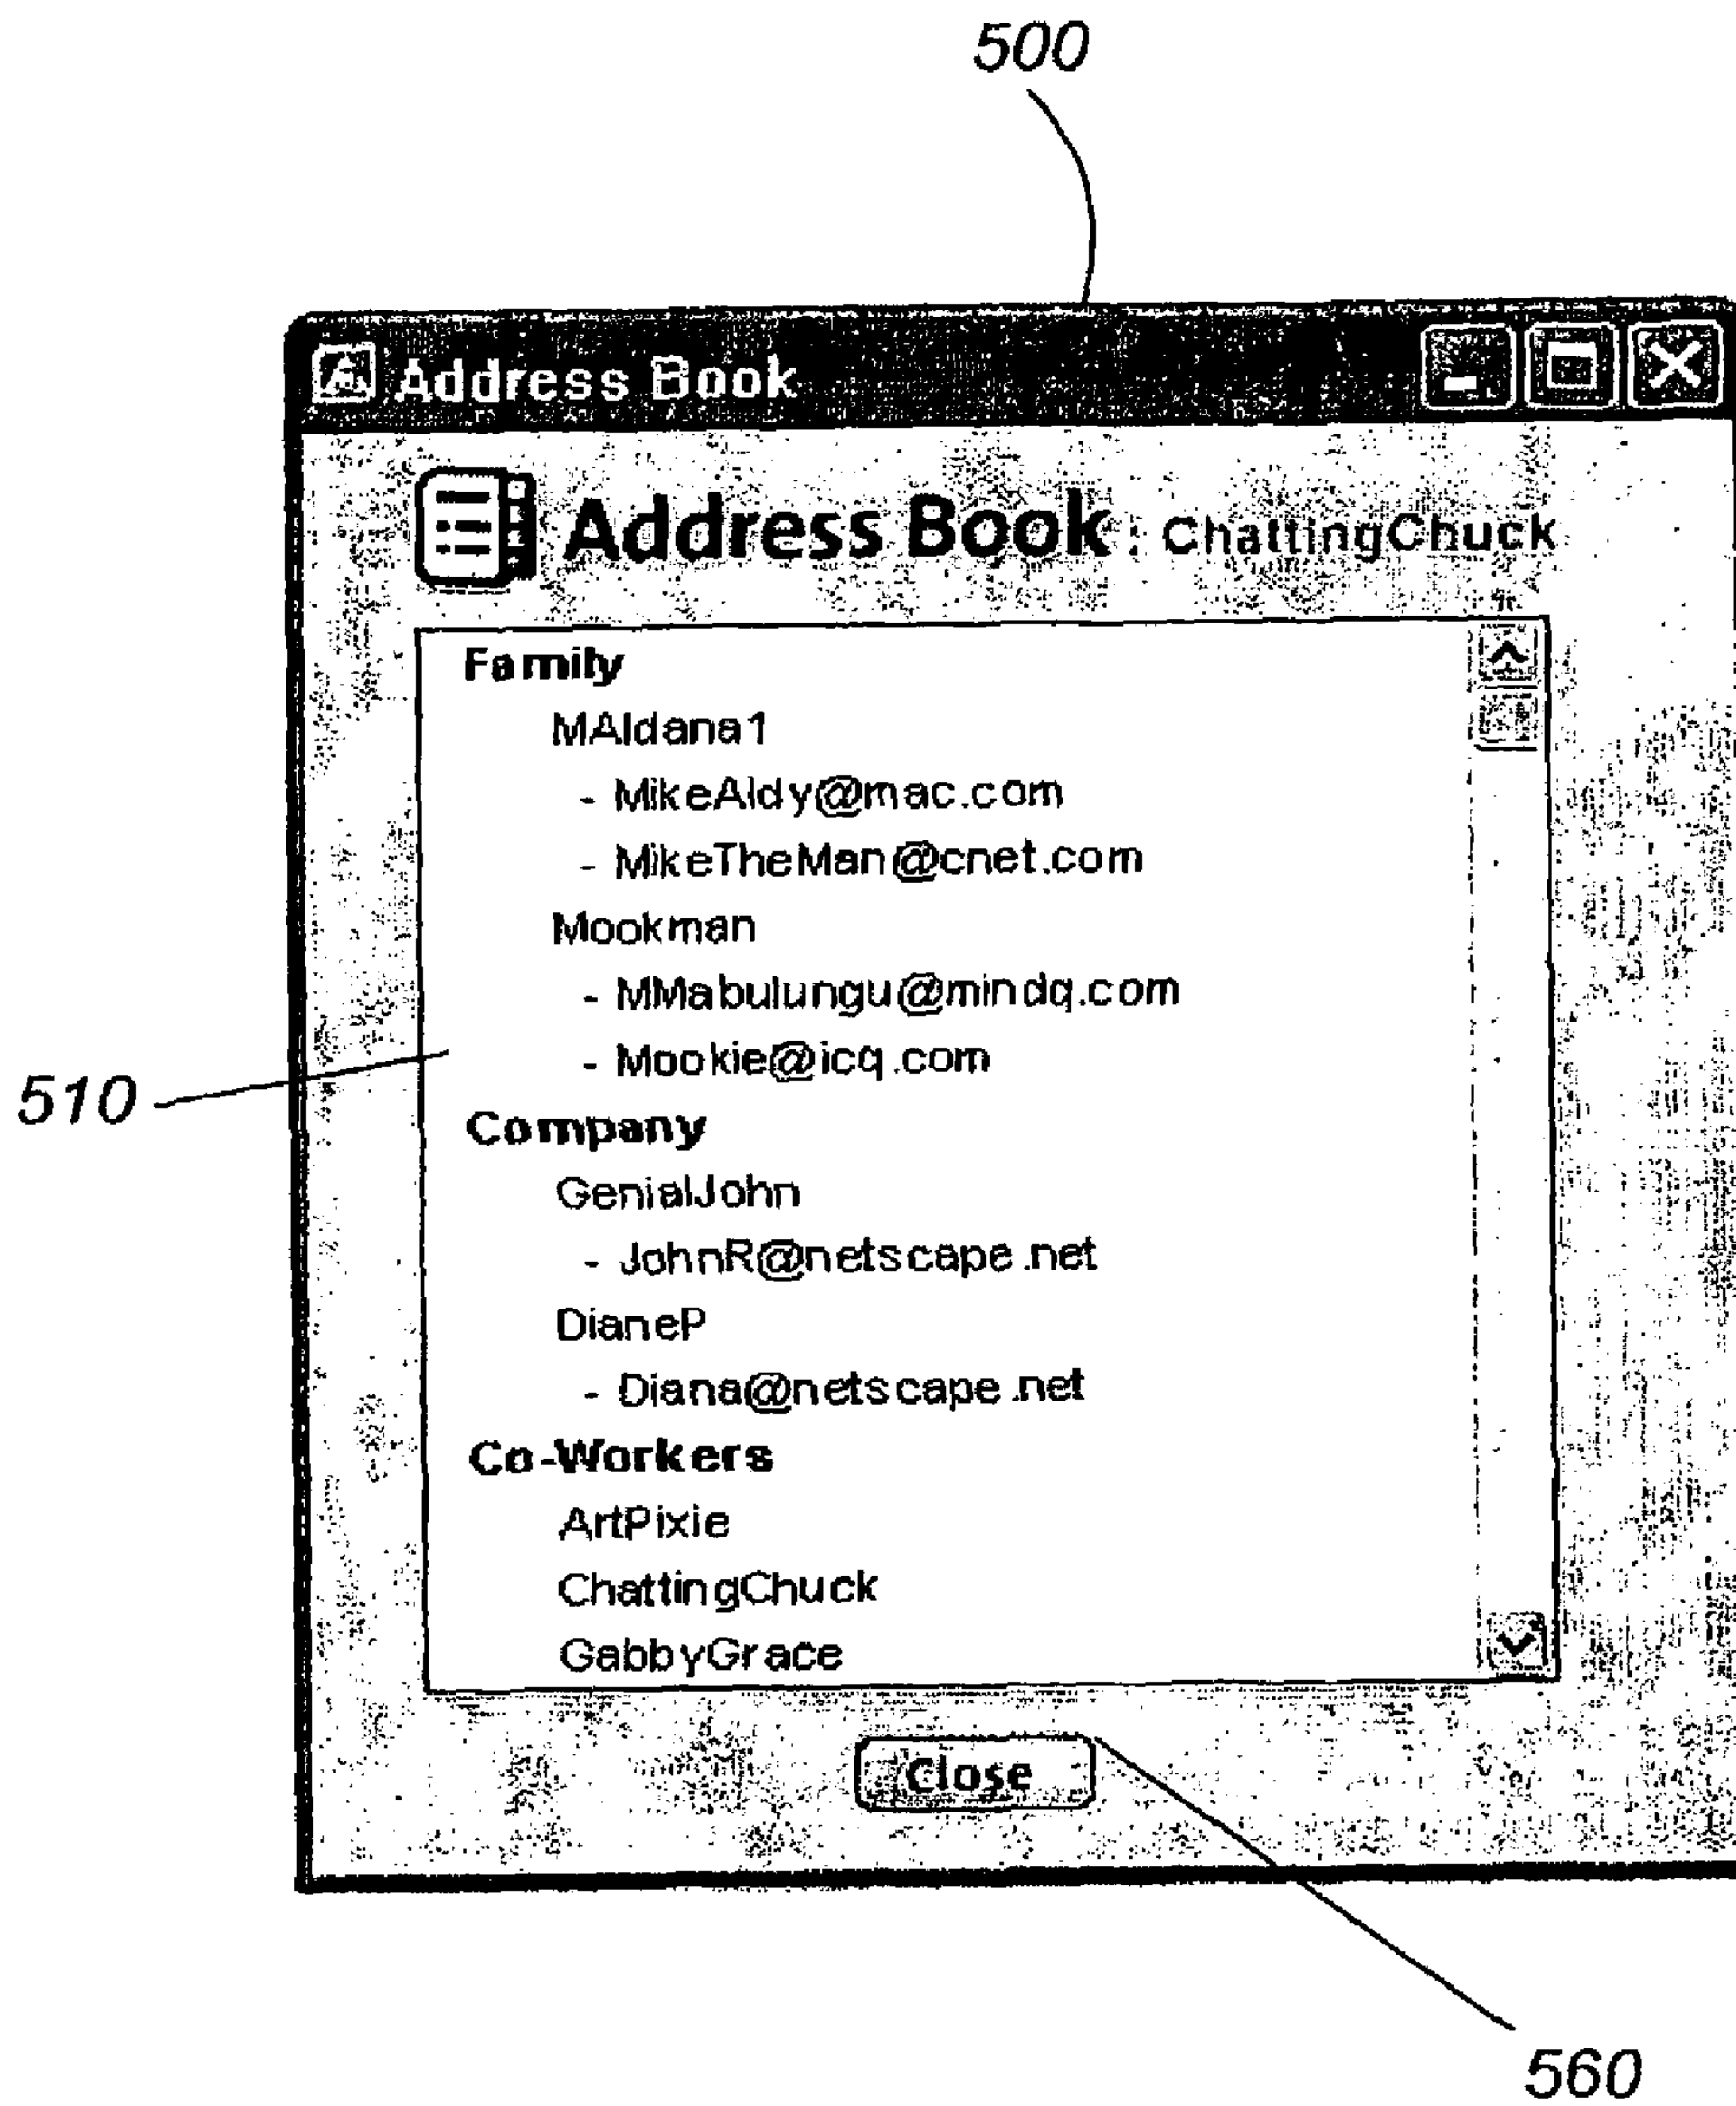 500
Address Book
Address Book : ChattingChuck
Family
MAldana1
- MikeAldy@mac.com
- MikeTheMan@cnet.com
Mookman
- MMabulungu@mindq.com
- Mookie@icq.com
510
Company
GenialJohn
- JohnR@netscape.net
DianeP
- Diana@netscape.net
Co-Workers
ArtPixie
ChattingChuck
GabbyGrace
Close
560